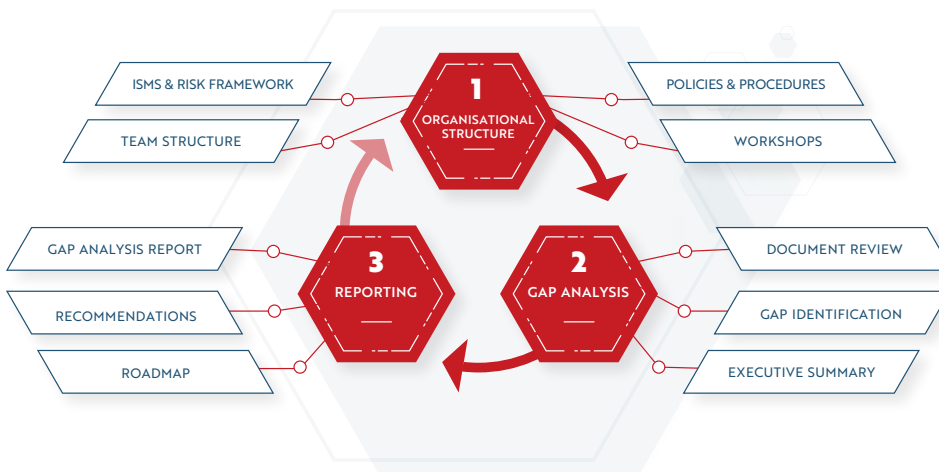 1
ORGANISATIONAL
STRUCTURE
ISMS & RISK FRAMEWORK
TEAM STRUCTURE
POLICIES & PROCEDURES
WORKSHOPS
2
GAP ANALYSIS
DOCUMENT REVIEW
GAP IDENTIFICATION
EXECUTIVE SUMMARY
3
REPORTING
GAP ANALYSIS REPORT
RECOMMENDATIONS
ROADMAP